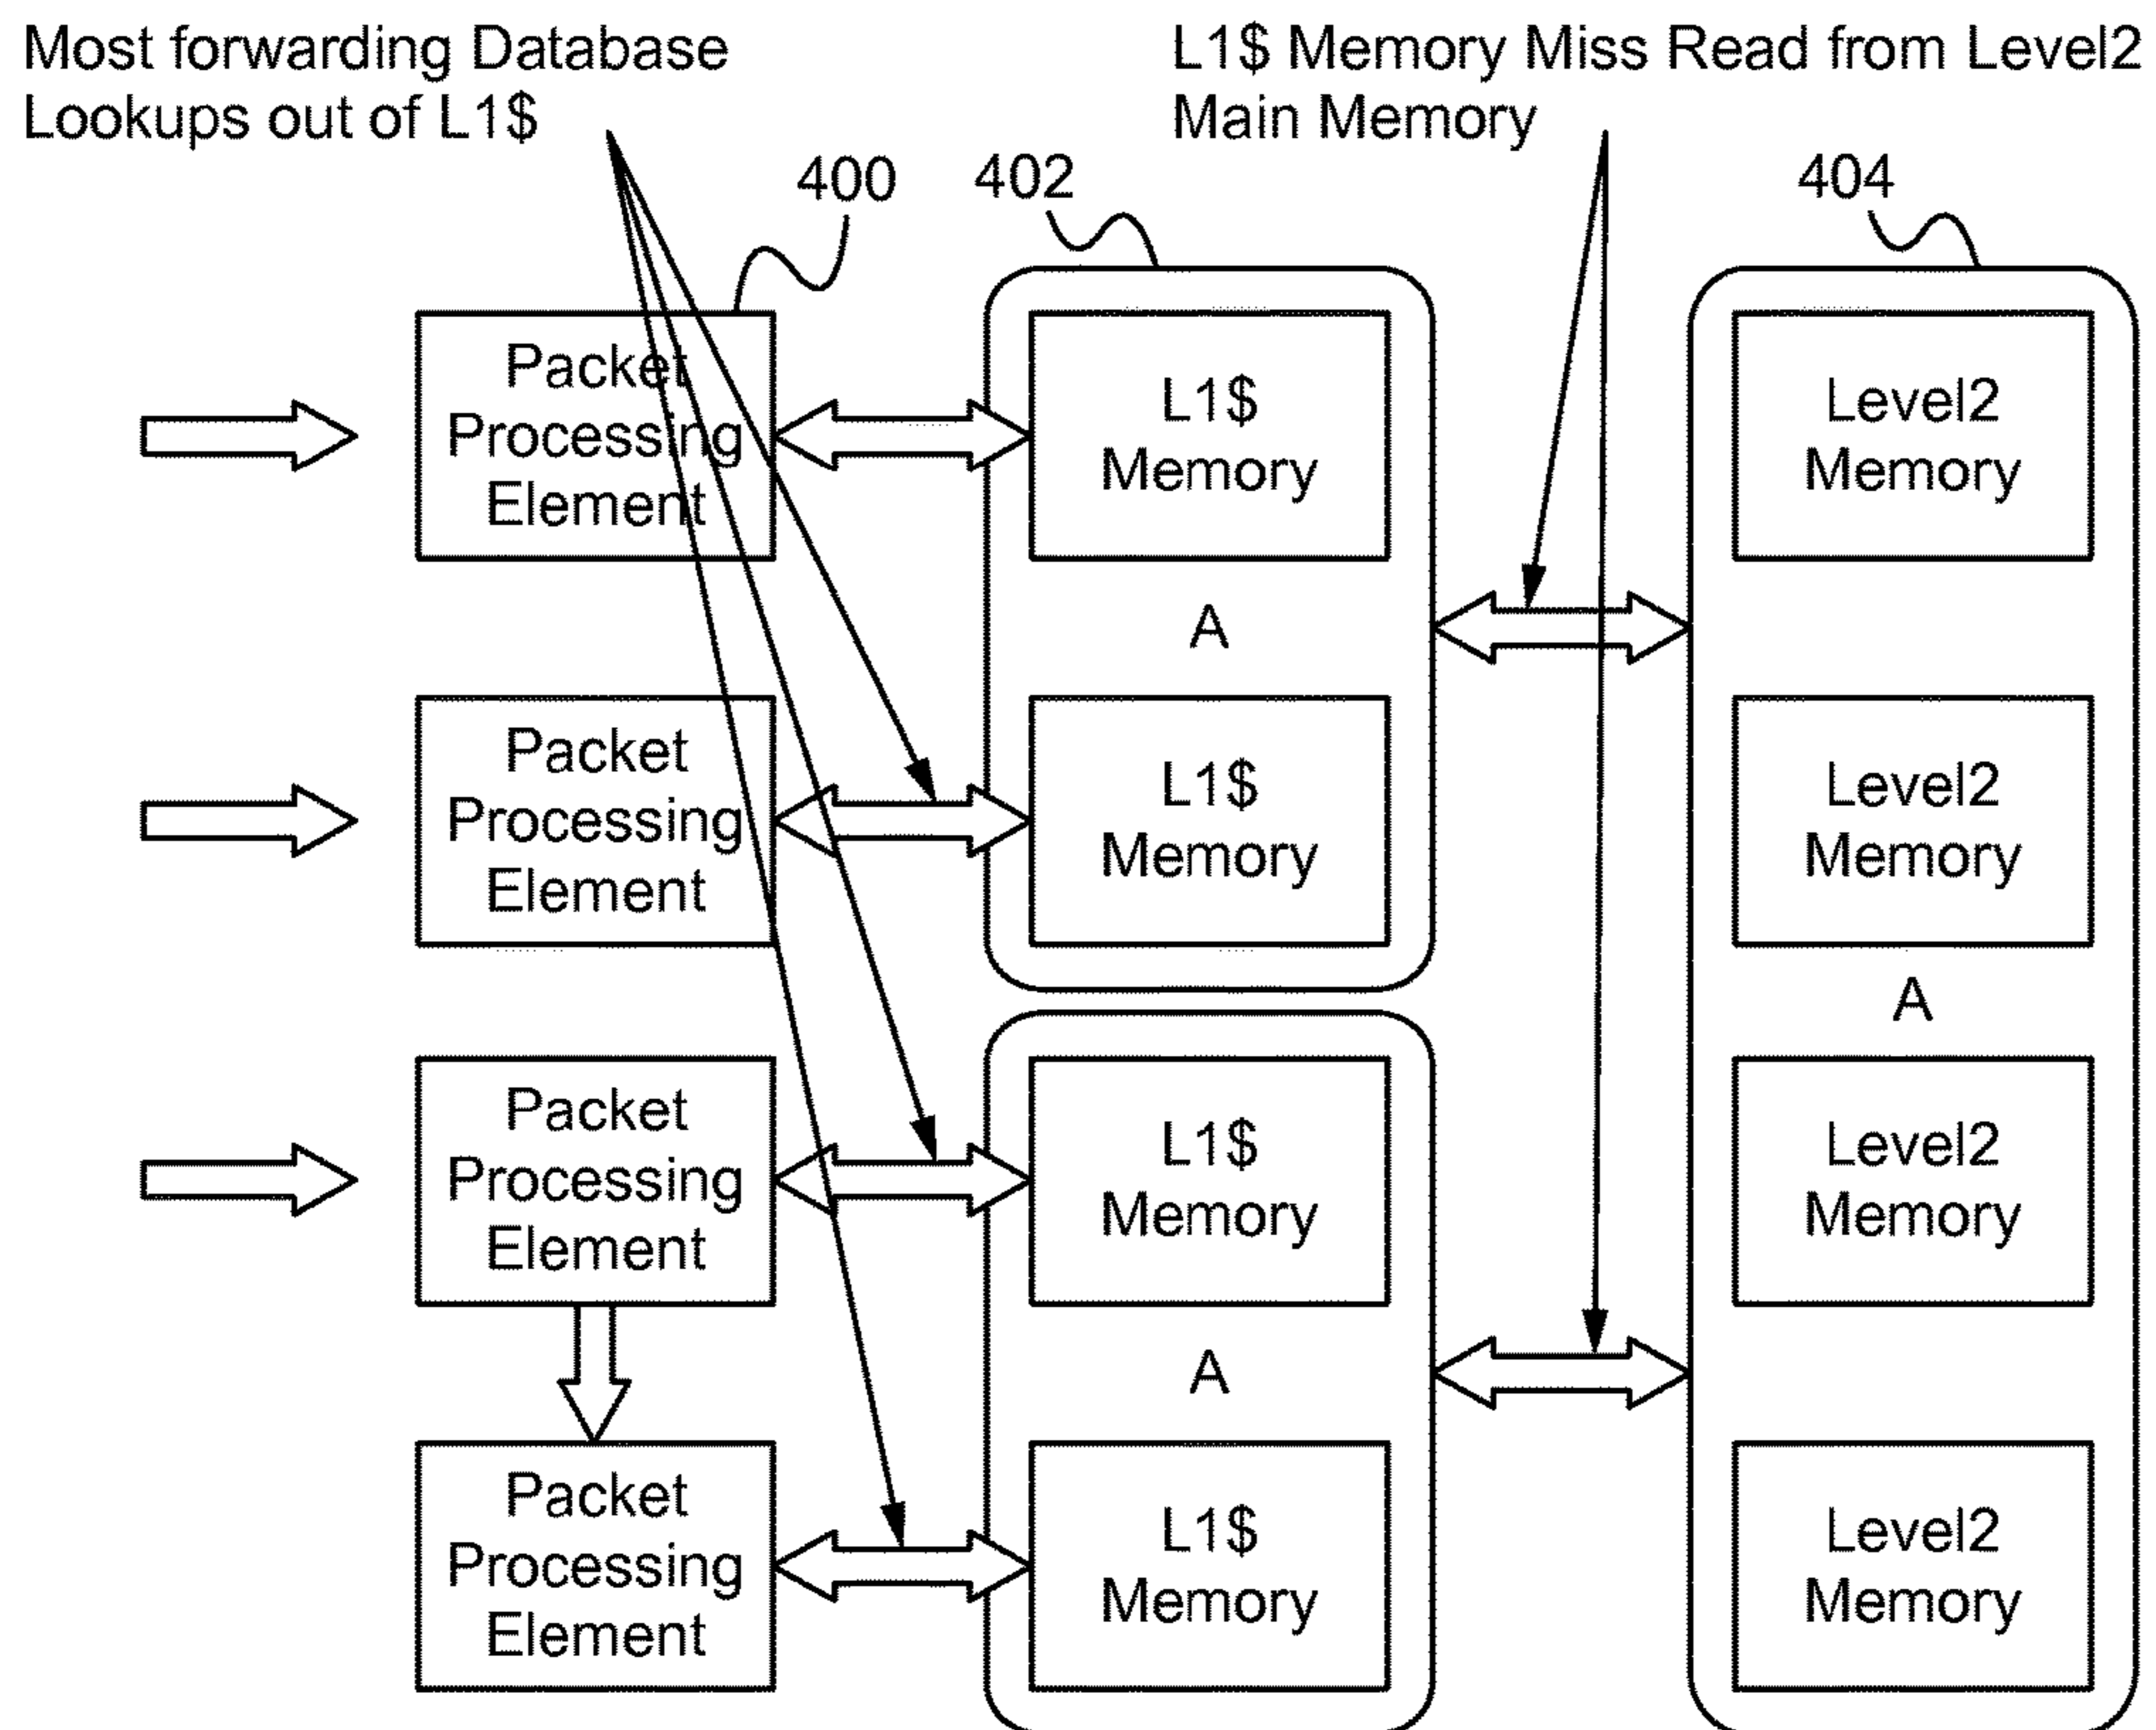 Most forwarding Database
Lookups out of L1$
L1$ Memory Miss Read from Level2
Main Memory
400
402
404
Packet
Processing
Element
L1$
Memory
Level2
Memory
A
Packet
Processing
Element
L1$
Memory
Level2
Memory
A
Packet
Processing
Element
L1$
Memory
Level2
Memory
A
Packet
Processing
Element
L1$
Memory
Level2
Memory